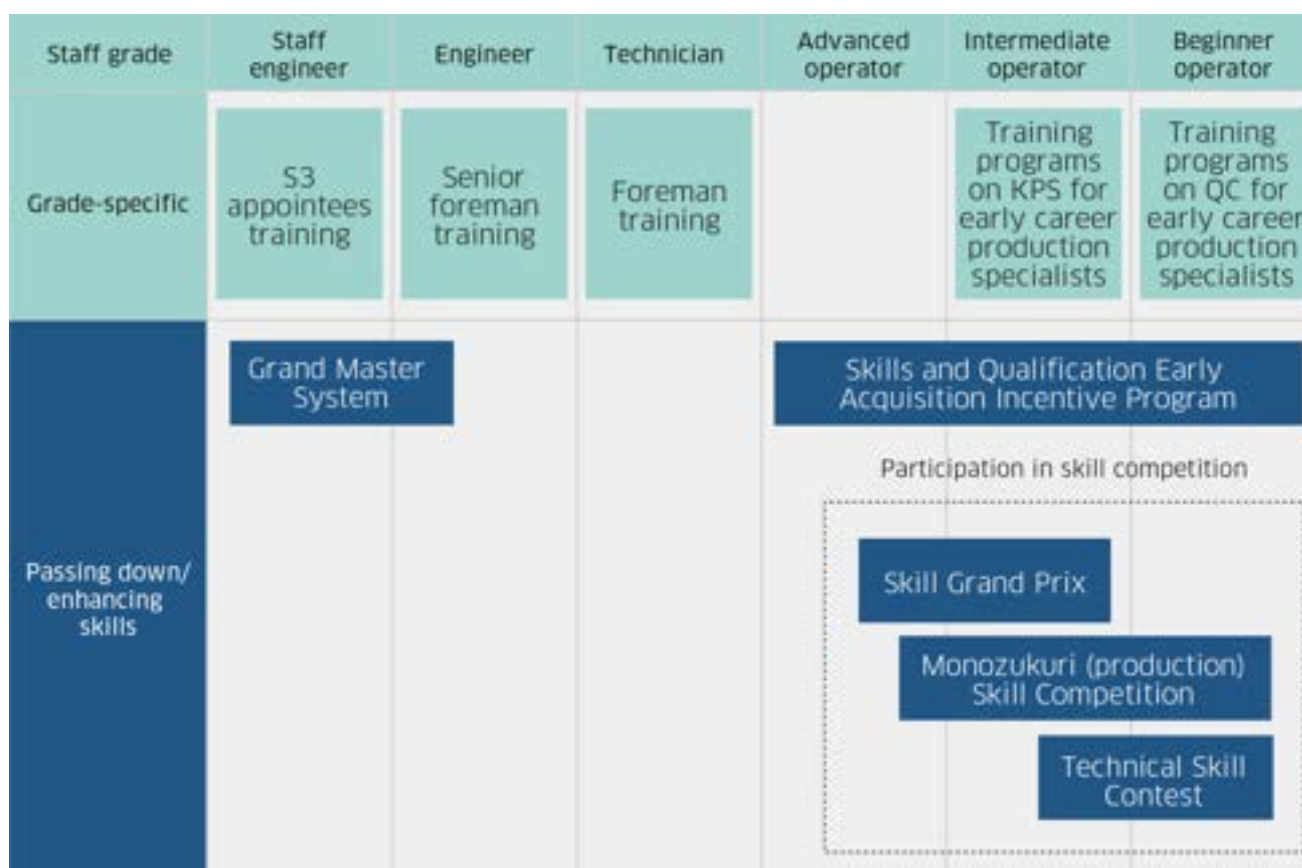 Staff grade
Staff
engineer
Engineer
Technician
Advanced
operator
Intermediate
operator
Beginner
operator
Grade-specific
S3
appointees
training
Senior
foreman
training
Foreman
training
Training
programs
on KPS for
early career
production
specialists
Training
programs
on QC for
early career
production
specialists
Passing down/
enhancing
skills
Grand Master
System
Skills and Qualification Early
Acquisition Incentive Program
Participation in skill competition
Skill Grand Prix
Monozukuri (production)
Skill Competition
Technical Skill
Contest